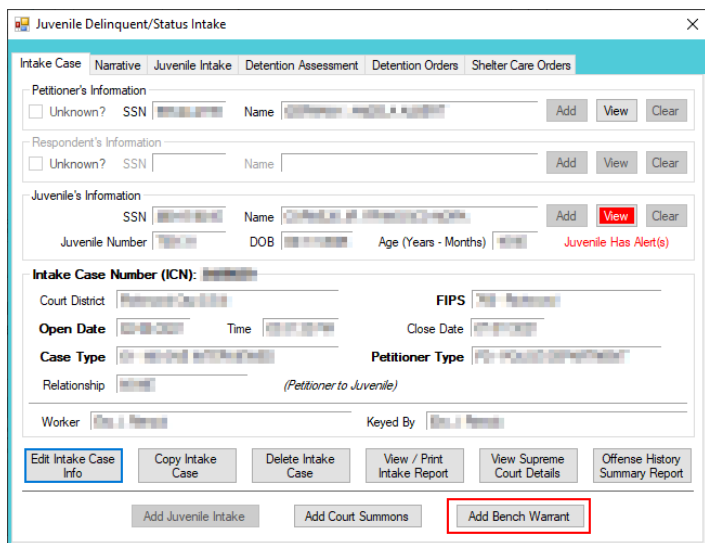 Juvenile Delinquent/Status Intake
Intake Case Narrative Juvenile Intake Detention Assessment Detention Orders Shelter Care Orders
Petitioner's Information
Unknown? SSN Name Add View Clear
Respondent's Information
Unknown? SSN Name Add View Clear
Juvenile's Information
SSN Name Add View Clear
Juvenile Number DOB Age (Years - Months) Juvenile Has Alert(s)
Intake Case Number (ICN):
Court District FIPS
Open Date Time Close Date
Case Type Petitioner Type
Relationship (Petitioner to Juvenile)
Worker Keyed By
Edit Intake Case Copy Intake Delete Intake View / Print View Supreme Offense History
Info Case Case Intake Report Court Details Summary Report
Add Juvenile Intake Add Court Summons Add Bench Warrant